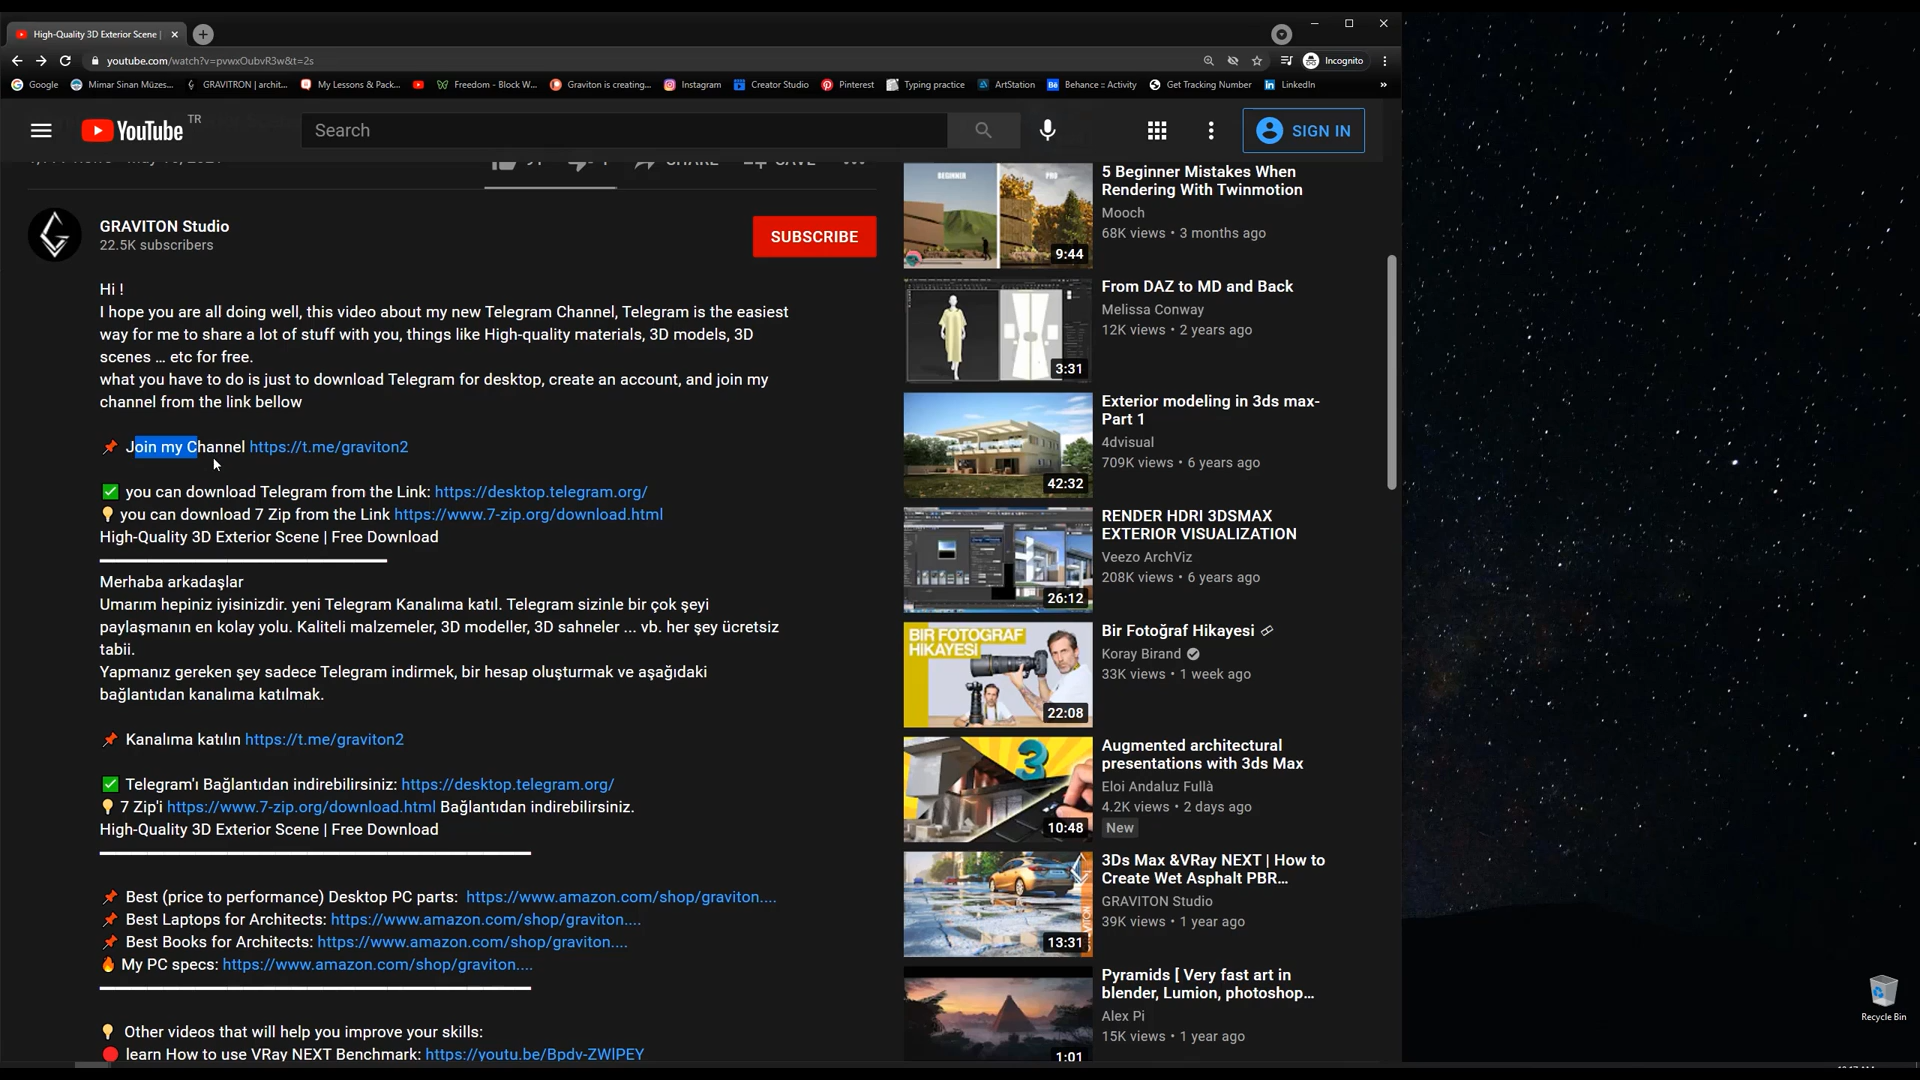 High-Quality 3D Exterior Scene |
youtube.com/watch?v=pvwxOubvR3w&t=2s
Incognito
Google
Mimar Sinan Müzes...
GRAVITRON | archit...
My Lessons & Pack...
Freedom - Block W...
Graviton is creating...
Instagram
Creator Studio
Pinterest
Typing practice
ArtStation
Behance :: Activity
Get Tracking Number
LinkedIn
YouTube TR
Search
SIGN IN
SHARE
SAVE
GRAVITON Studio
22.5K subscribers
SUBSCRIBE
Hi !
I hope you are all doing well, this video about my new Telegram Channel, Telegram is the easiest
way for me to share a lot of stuff with you, things like High-quality materials, 3D models, 3D
scenes ... etc for free.
what you have to do is just to download Telegram for desktop, create an account, and join my
channel from the link bellow
📌 Join my Channel https://t.me/graviton2
✅ you can download Telegram from the Link: https://desktop.telegram.org/
💡 you can download 7 Zip from the Link https://www.7-zip.org/download.html
High-Quality 3D Exterior Scene | Free Download
Merhaba arkadaşlar
Umarım hepiniz iyisinizdir. yeni Telegram Kanalıma katıl. Telegram sizinle bir çok şeyi
paylaşmanın en kolay yolu. Kaliteli malzemeler, 3D modeller, 3D sahneler ... vb. her şey ücretsiz
tabii.
Yapmanız gereken şey sadece Telegram indirmek, bir hesap oluşturmak ve aşağıdaki
bağlantıdan kanalıma katılmak.
📌 Kanalıma katılın https://t.me/graviton2
✅ Telegram'ı Bağlantıdan indirebilirsiniz: https://desktop.telegram.org/
💡 7 Zip'i https://www.7-zip.org/download.html Bağlantıdan indirebilirsiniz.
High-Quality 3D Exterior Scene | Free Download
📌 Best (price to performance) Desktop PC parts: https://www.amazon.com/shop/graviton....
📌 Best Laptops for Architects: https://www.amazon.com/shop/graviton....
📌 Best Books for Architects: https://www.amazon.com/shop/graviton....
🔥 My PC specs: https://www.amazon.com/shop/graviton....
💡 Other videos that will help you improve your skills:
🔴 learn How to use VRay NEXT Benchmark: https://youtu.be/Bpdv-ZWlPEY
BEGINNER
PRO
9:44
5 Beginner Mistakes When
Rendering With Twinmotion
Mooch
68K views • 3 months ago
3:31
From DAZ to MD and Back
Melissa Conway
12K views • 2 years ago
42:32
Exterior modeling in 3ds max-
Part 1
4dvisual
709K views • 6 years ago
26:12
RENDER HDRI 3DSMAX
EXTERIOR VISUALIZATION
Veezo ArchViz
208K views • 6 years ago
BIR FOTOGRAF
HIKAYESI
22:08
Bir Fotoğraf Hikayesi
Koray Birand
33K views • 1 week ago
3
10:48
Augmented architectural
presentations with 3ds Max
Eloi Andaluz Fullà
4.2K views • 2 days ago
New
13:31
3Ds Max &VRay NEXT | How to
Create Wet Asphalt PBR...
GRAVITON Studio
39K views • 1 year ago
1:01
Pyramids [ Very fast art in
blender, Lumion, photoshop...
Alex Pi
15K views • 1 year ago
Recycle Bin